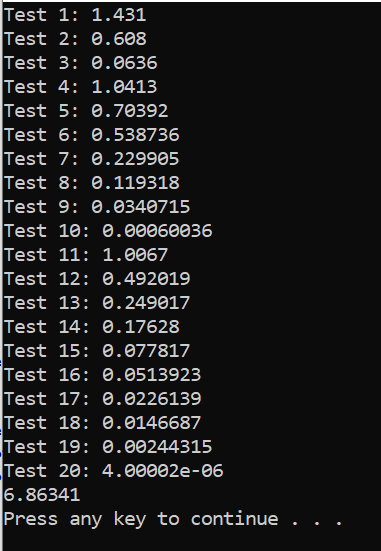 Test 1: 1.431
Test 2: 0.608
Test 3: 0.0636
Test 4: 1.0413
Test 5: 0.70392
Test 6: 0.538736
Test 7: 0.229905
Test 8: 0.119318
Test 9: 0.0340715
Test 10: 0.00060036
Test 11: 1.0067
Test 12: 0.492019
Test 13: 0.249017
Test 14: 0.17628
Test 15: 0.077817
Test 16: 0.0513923
Test 17: 0.0226139
Test 18: 0.0146687
Test 19: 0.00244315
Test 20: 4.00002e-06
6.86341
Press any key to continue . . .